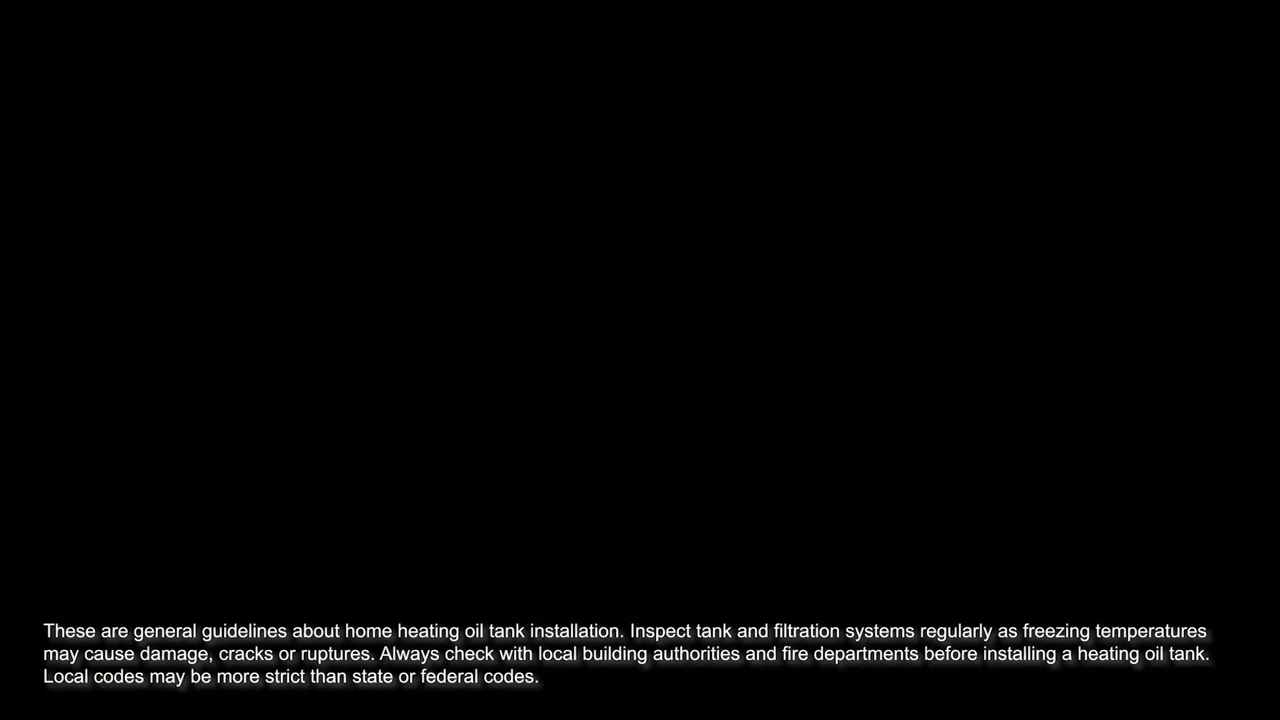 These are general guidelines about home heating oil tank installation. Inspect tank and filtration systems regularly as freezing temperatures
may cause damage, cracks or ruptures. Always check with local building authorities and fire departments before installing a heating oil tank.
Local codes may be more strict than state or federal codes.